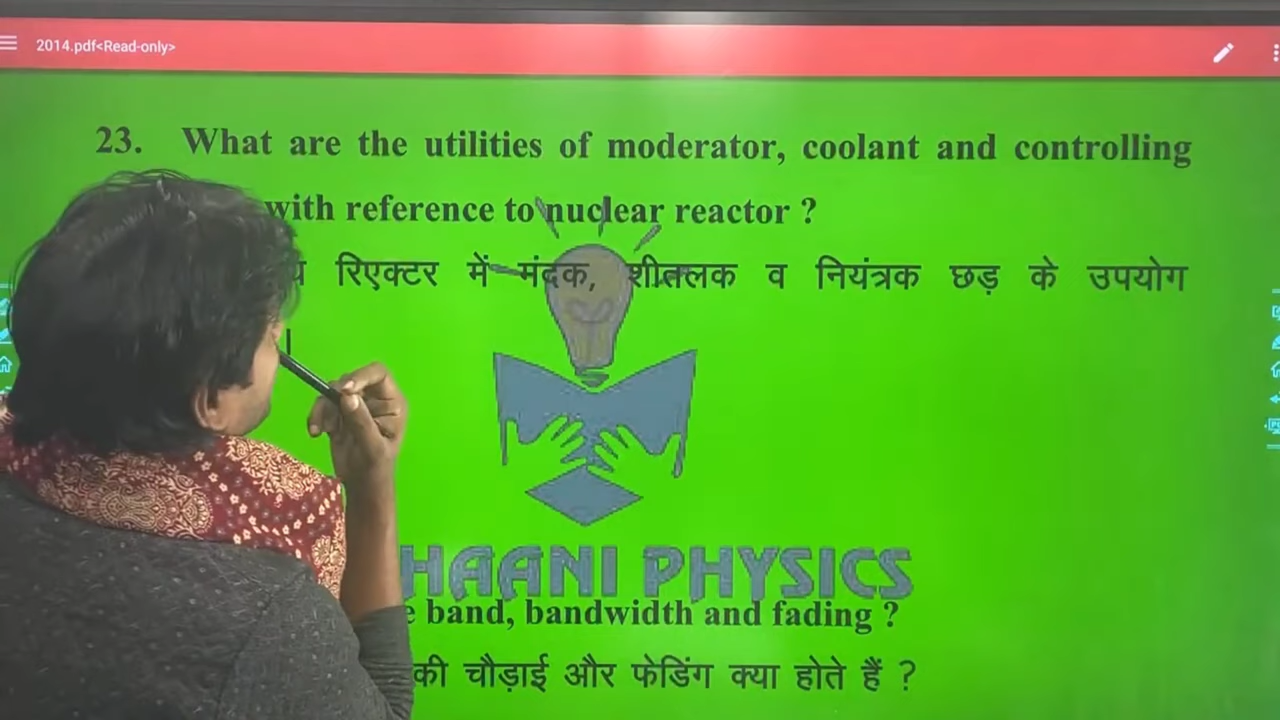 2014.pdf<Read-only>
23. What are the utilities of moderator, coolant and controlling
with reference to nuclear reactor ?
रिएक्टर में मंदक, शीतलक व नियंत्रक छड़ के उपयोग
HAANI PHYSICS
band, bandwidth and fading ?
की चौड़ाई और फेडिंग क्या होते हैं ?